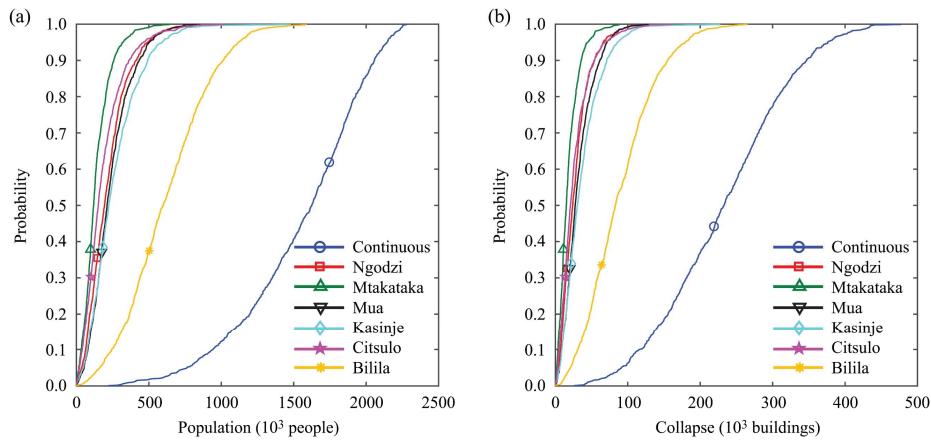 (a)
1.0
0.9
0.8
0.7
0.6
0.5
0.4
0.3
0.2
0.1
0.0
Probability
Continuous
Ngodzi
Mtakataka
Mua
Kasinje
Citsulo
Bilila
0 500 1000 1500 2000 2500
Population (10³ people)
(b)
1.0
0.9
0.8
0.7
0.6
0.5
0.4
0.3
0.2
0.1
0.0
Probability
Continuous
Ngodzi
Mtakataka
Mua
Kasinje
Citsulo
Bilila
0 100 200 300 400 500
Collapse (10³ buildings)